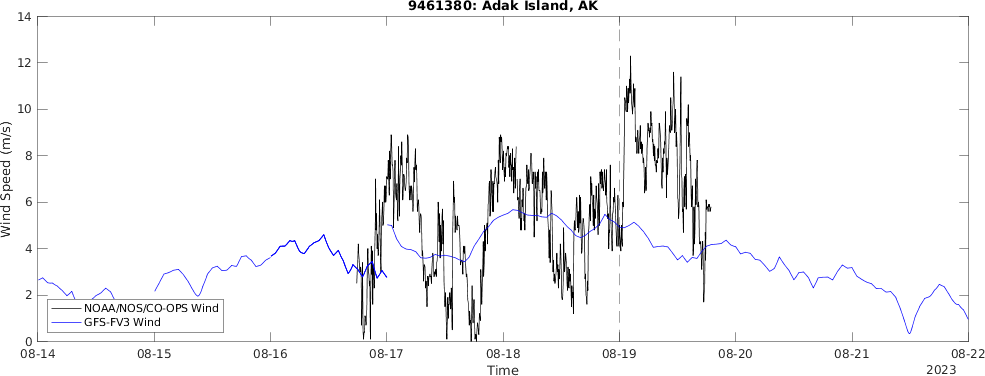 9461380: Adak Island, AK
Wind Speed (m/s)
14
12
10
8
6
4
2
0
NOAA/NOS/CO-OPS Wind
GFS-FV3 Wind
08-14 08-15 08-16 08-17 08-18 08-19 08-20 08-21 08-22
Time
2023